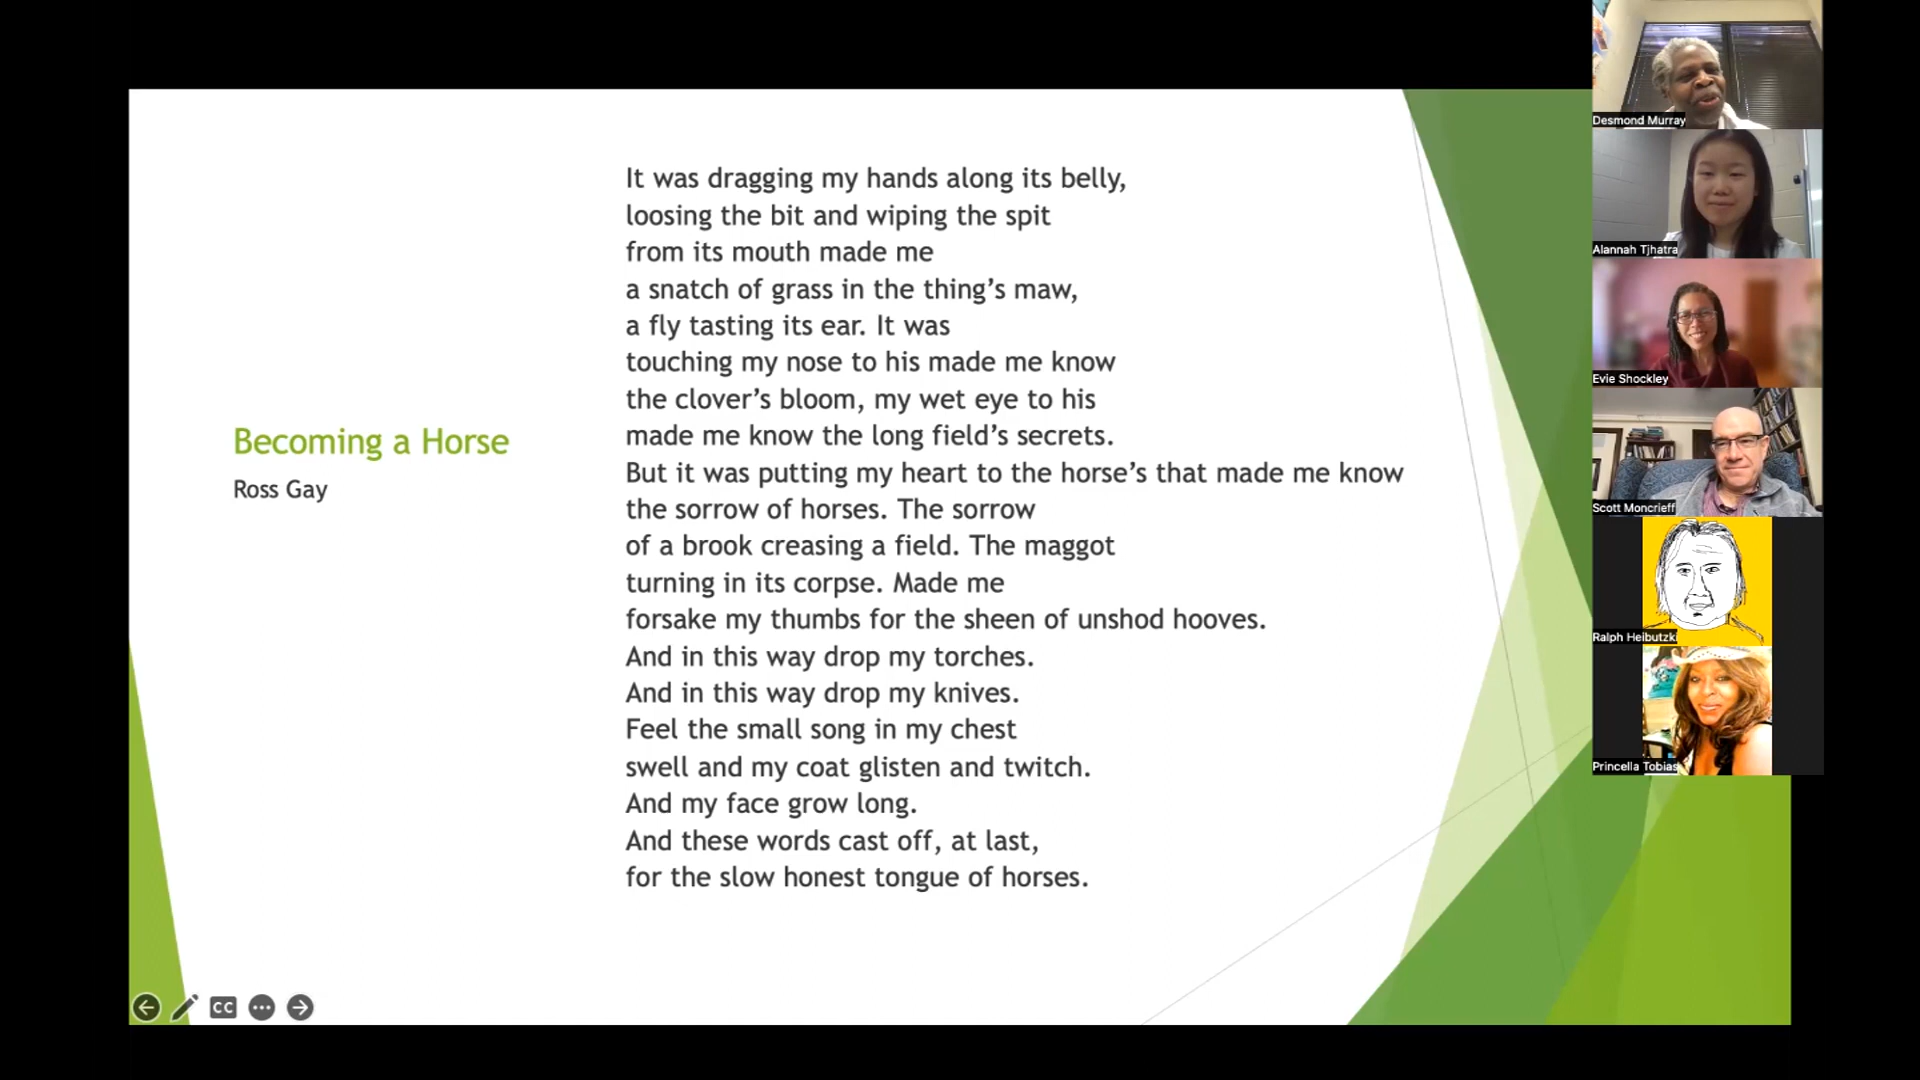 Becoming a Horse
Ross Gay
It was dragging my hands along its belly,
loosing the bit and wiping the spit
from its mouth made me
a snatch of grass in the thing’s maw,
a fly tasting its ear. It was
touching my nose to his made me know
the clover’s bloom, my wet eye to his
made me know the long field’s secrets.
But it was putting my heart to the horse’s that made me know
the sorrow of horses. The sorrow
of a brook creasing a field. The maggot
turning in its corpse. Made me
forsake my thumbs for the sheen of unshod hooves.
And in this way drop my torches.
And in this way drop my knives.
Feel the small song in my chest
swell and my coat glisten and twitch.
And my face grow long.
And these words cast off, at last,
for the slow honest tongue of horses.
Desmond Murray
Alannah Tjhatra
Evie Shockley
Scott Moncrieff
Ralph Heibutzki
Princella Tobias
CC